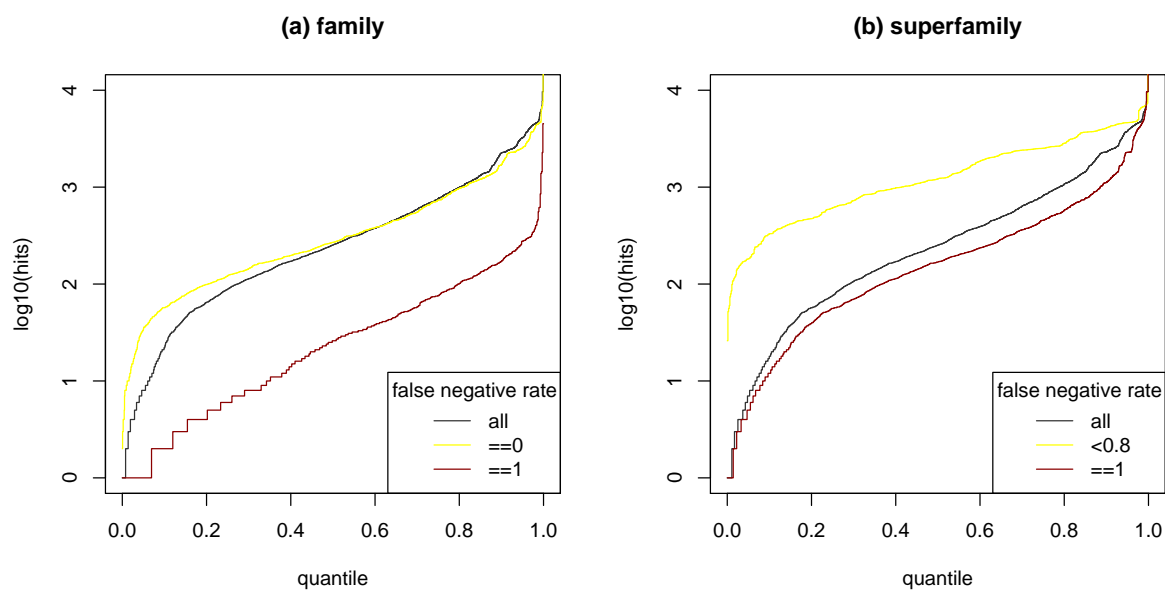 (a) family
log10(hits)
4
3
2
1
0
false negative rate
all
==0
==1
0.0 0.2 0.4 0.6 0.8 1.0
quantile
(b) superfamily
log10(hits)
4
3
2
1
0
false negative rate
all
<0.8
==1
0.0 0.2 0.4 0.6 0.8 1.0
quantile